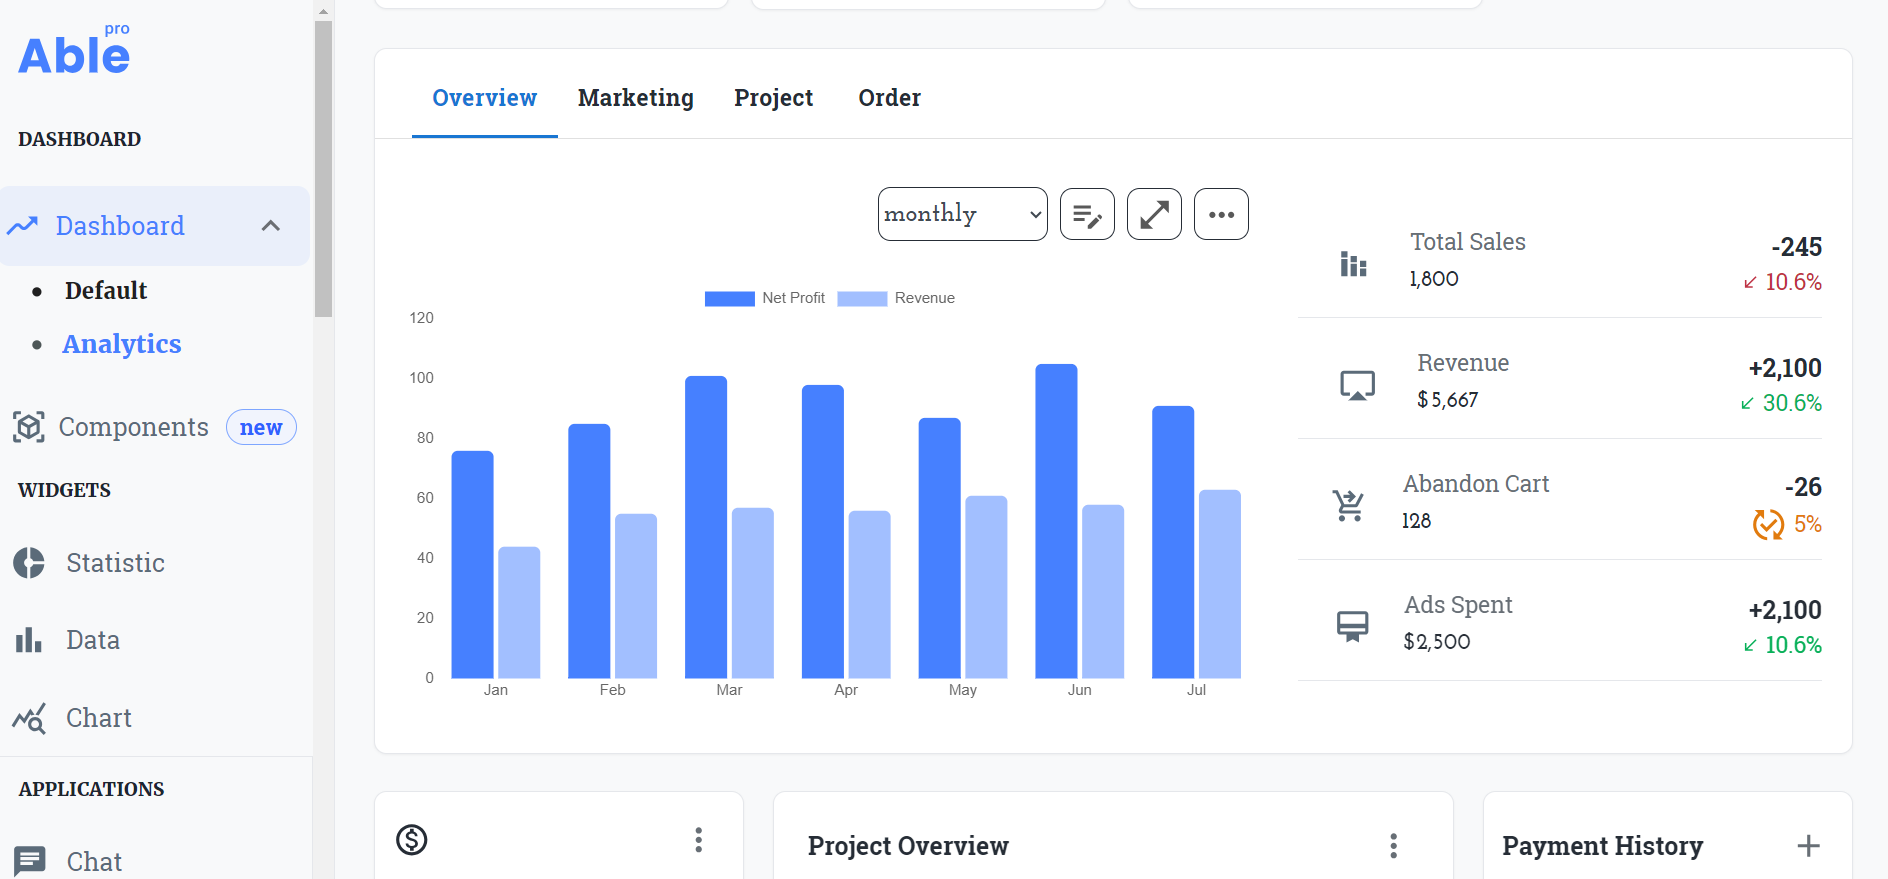 pro
Able
DASHBOARD
Dashboard
Default
Analytics
Components new
WIDGETS
Statistic
Data
Chart
APPLICATIONS
Chat
Overview Marketing Project Order
monthly
Net Profit Revenue
120
100
80
60
40
20
0
Jan Feb Mar Apr May Jun Jul
Total Sales
1,800
-245
10.6%
Revenue
$5,667
+2,100
30.6%
Abandon Cart
128
-26
5%
Ads Spent
$2,500
+2,100
10.6%
Project Overview
Payment History